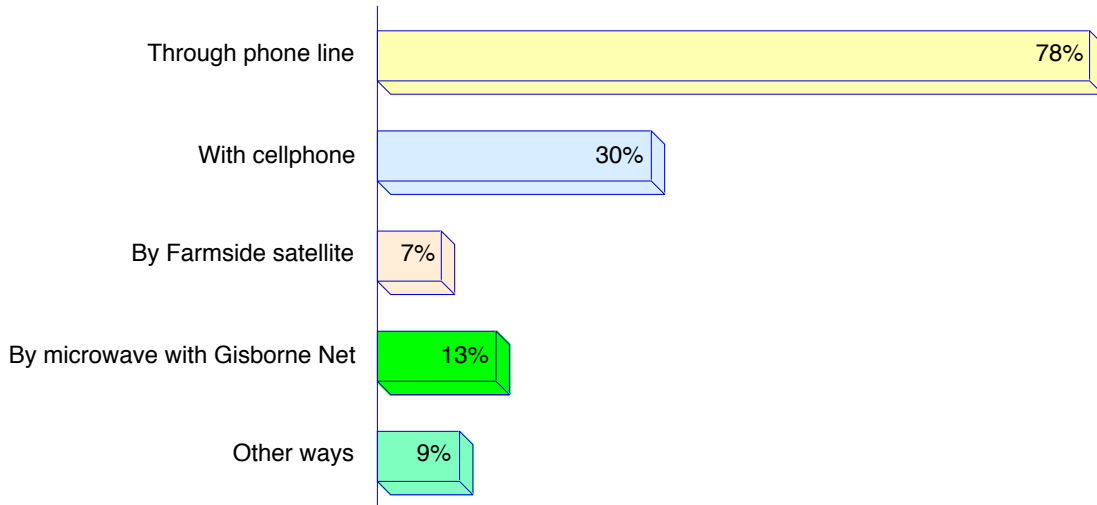 Through phone line 78%
With cellphone 30%
By Farmside satellite 7%
By microwave with Gisborne Net 13%
Other ways 9%